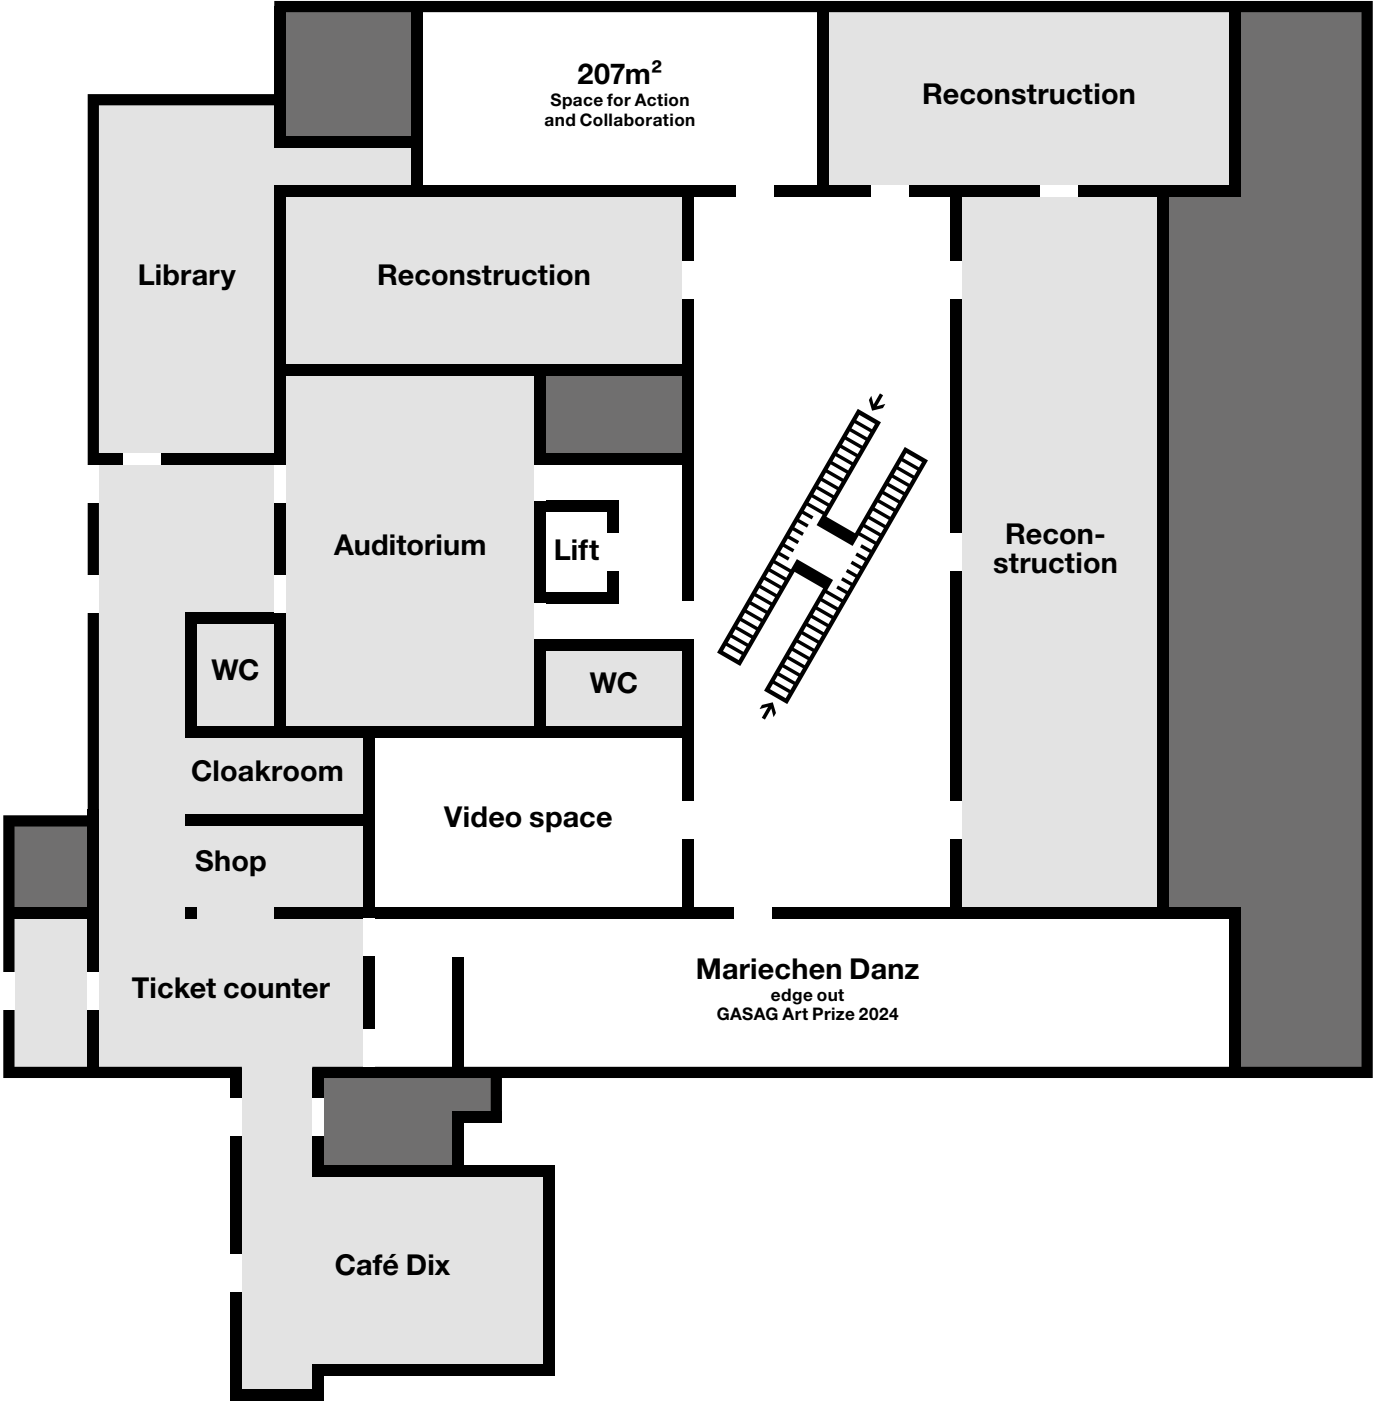 207m²
Space for Action
and Collaboration
Reconstruction
Library
Reconstruction
Auditorium
Lift
Recon-
struction
WC
WC
Cloakroom
Video space
Shop
Ticket counter
Mariechen Danz
edge out
GASAG Art Prize 2024
Café Dix